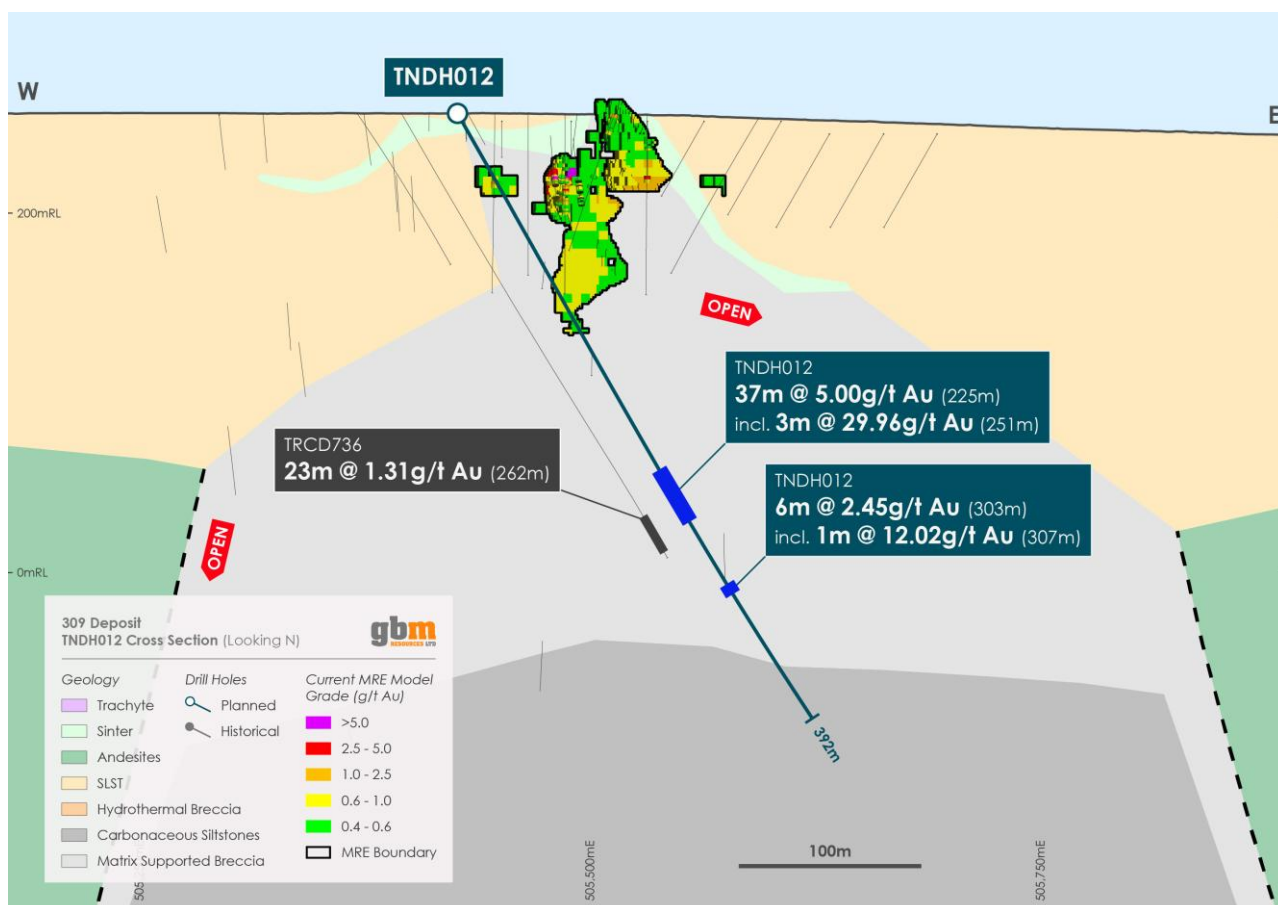 TNDH012
W
E
200mRL
OPEN
TNDH012
37m @ 5.00g/t Au (225m)
incl. 3m @ 29.96g/t Au (251m)
TRCD736
23m @ 1.31g/t Au (262m)
TNDH012
6m @ 2.45g/t Au (303m)
incl. 1m @ 12.02g/t Au (307m)
OPEN
0mRL
309 Deposit
TNDH012 Cross Section (Looking N)
gbm
RESOURCES LTD
Geology
Trachyte
Sinter
Andesites
SLST
Hydrothermal Breccia
Carbonaceous Siltstones
Matrix Supported Breccia
Drill Holes
Planned
Historical
Current MRE Model
Grade (g/t Au)
>5.0
2.5 - 5.0
1.0 - 2.5
0.6 - 1.0
0.4 - 0.6
MRE Boundary
392m
100m
505,500mE
505,750mE